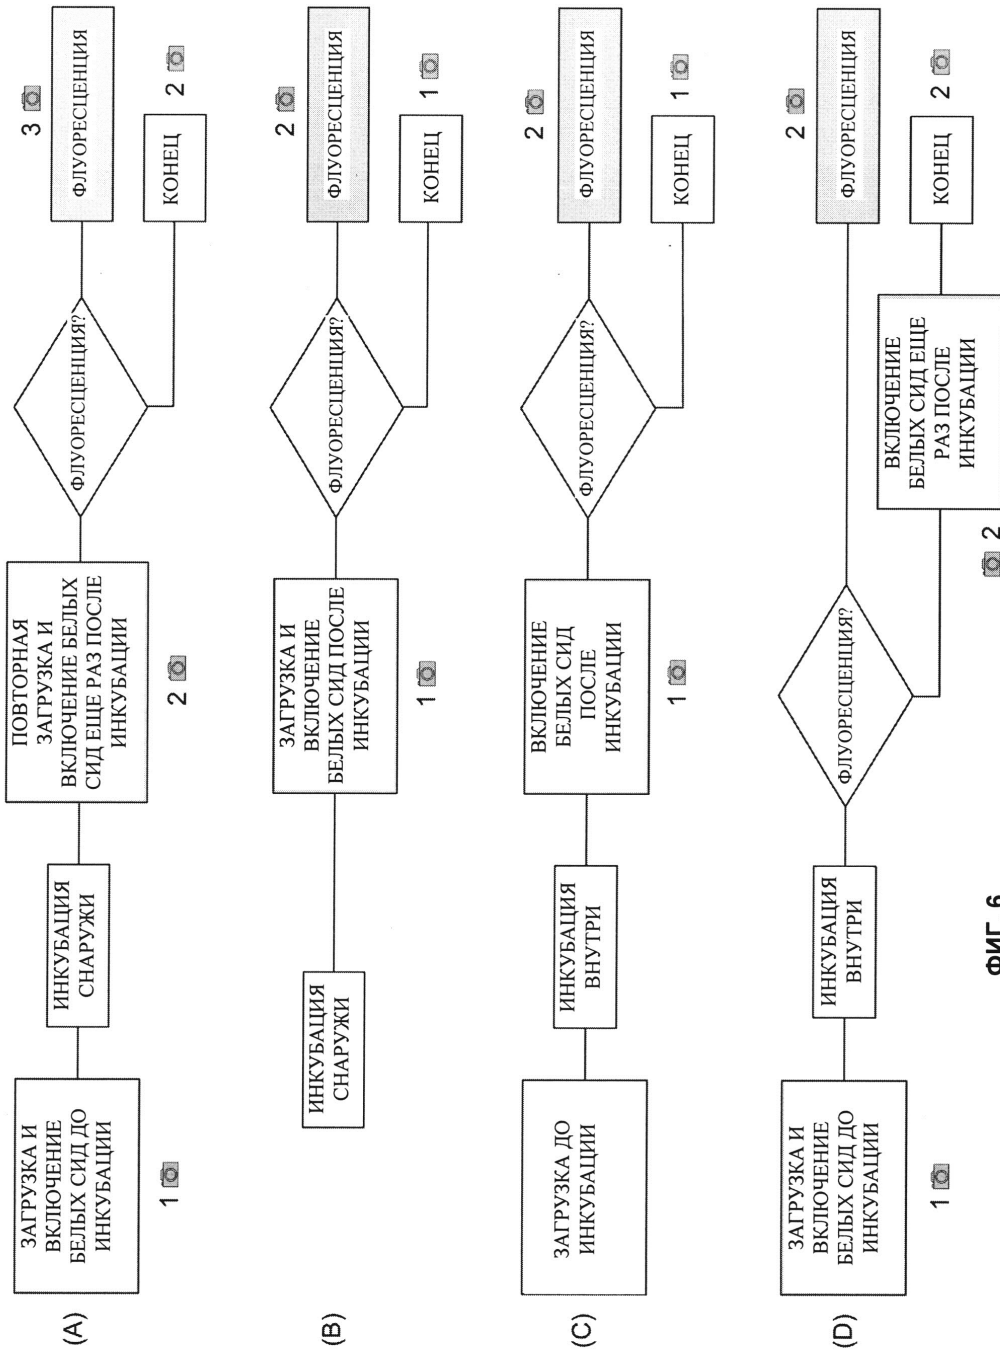 (A)
ЗАГРУЗКА И
ВКЛЮЧЕНИЕ
БЕЛЫХ СИД ДО
ИНКУБАЦИИ
1
ИНКУБАЦИЯ
СНАРУЖИ
ПОВТОРНАЯ
ЗАГРУЗКА И
ВКЛЮЧЕНИЕ БЕЛЫХ
СИД ЕЩЕ РАЗ ПОСЛЕ
ИНКУБАЦИИ
2
ФЛУОРЕСЦЕНЦИЯ?
3
ФЛУОРЕСЦЕНЦИЯ
КОНЕЦ
2
(B)
ИНКУБАЦИЯ
СНАРУЖИ
ЗАГРУЗКА И
ВКЛЮЧЕНИЕ
БЕЛЫХ СИД ПОСЛЕ
ИНКУБАЦИИ
1
ФЛУОРЕСЦЕНЦИЯ?
2
ФЛУОРЕСЦЕНЦИЯ
КОНЕЦ
1
(C)
ЗАГРУЗКА ДО
ИНКУБАЦИИ
ИНКУБАЦИЯ
ВНУТРИ
ВКЛЮЧЕНИЕ
БЕЛЫХ СИД
ПОСЛЕ
ИНКУБАЦИИ
1
ФЛУОРЕСЦЕНЦИЯ?
2
ФЛУОРЕСЦЕНЦИЯ
КОНЕЦ
1
(D)
ЗАГРУЗКА И
ВКЛЮЧЕНИЕ
БЕЛЫХ СИД ДО
ИНКУБАЦИИ
1
ИНКУБАЦИЯ
ВНУТРИ
ФЛУОРЕСЦЕНЦИЯ?
2
ФЛУОРЕСЦЕНЦИЯ
ВКЛЮЧЕНИЕ
БЕЛЫХ СИД ЕЩЕ
РАЗ ПОСЛЕ
ИНКУБАЦИИ
2
КОНЕЦ
2
ФИГ. 6